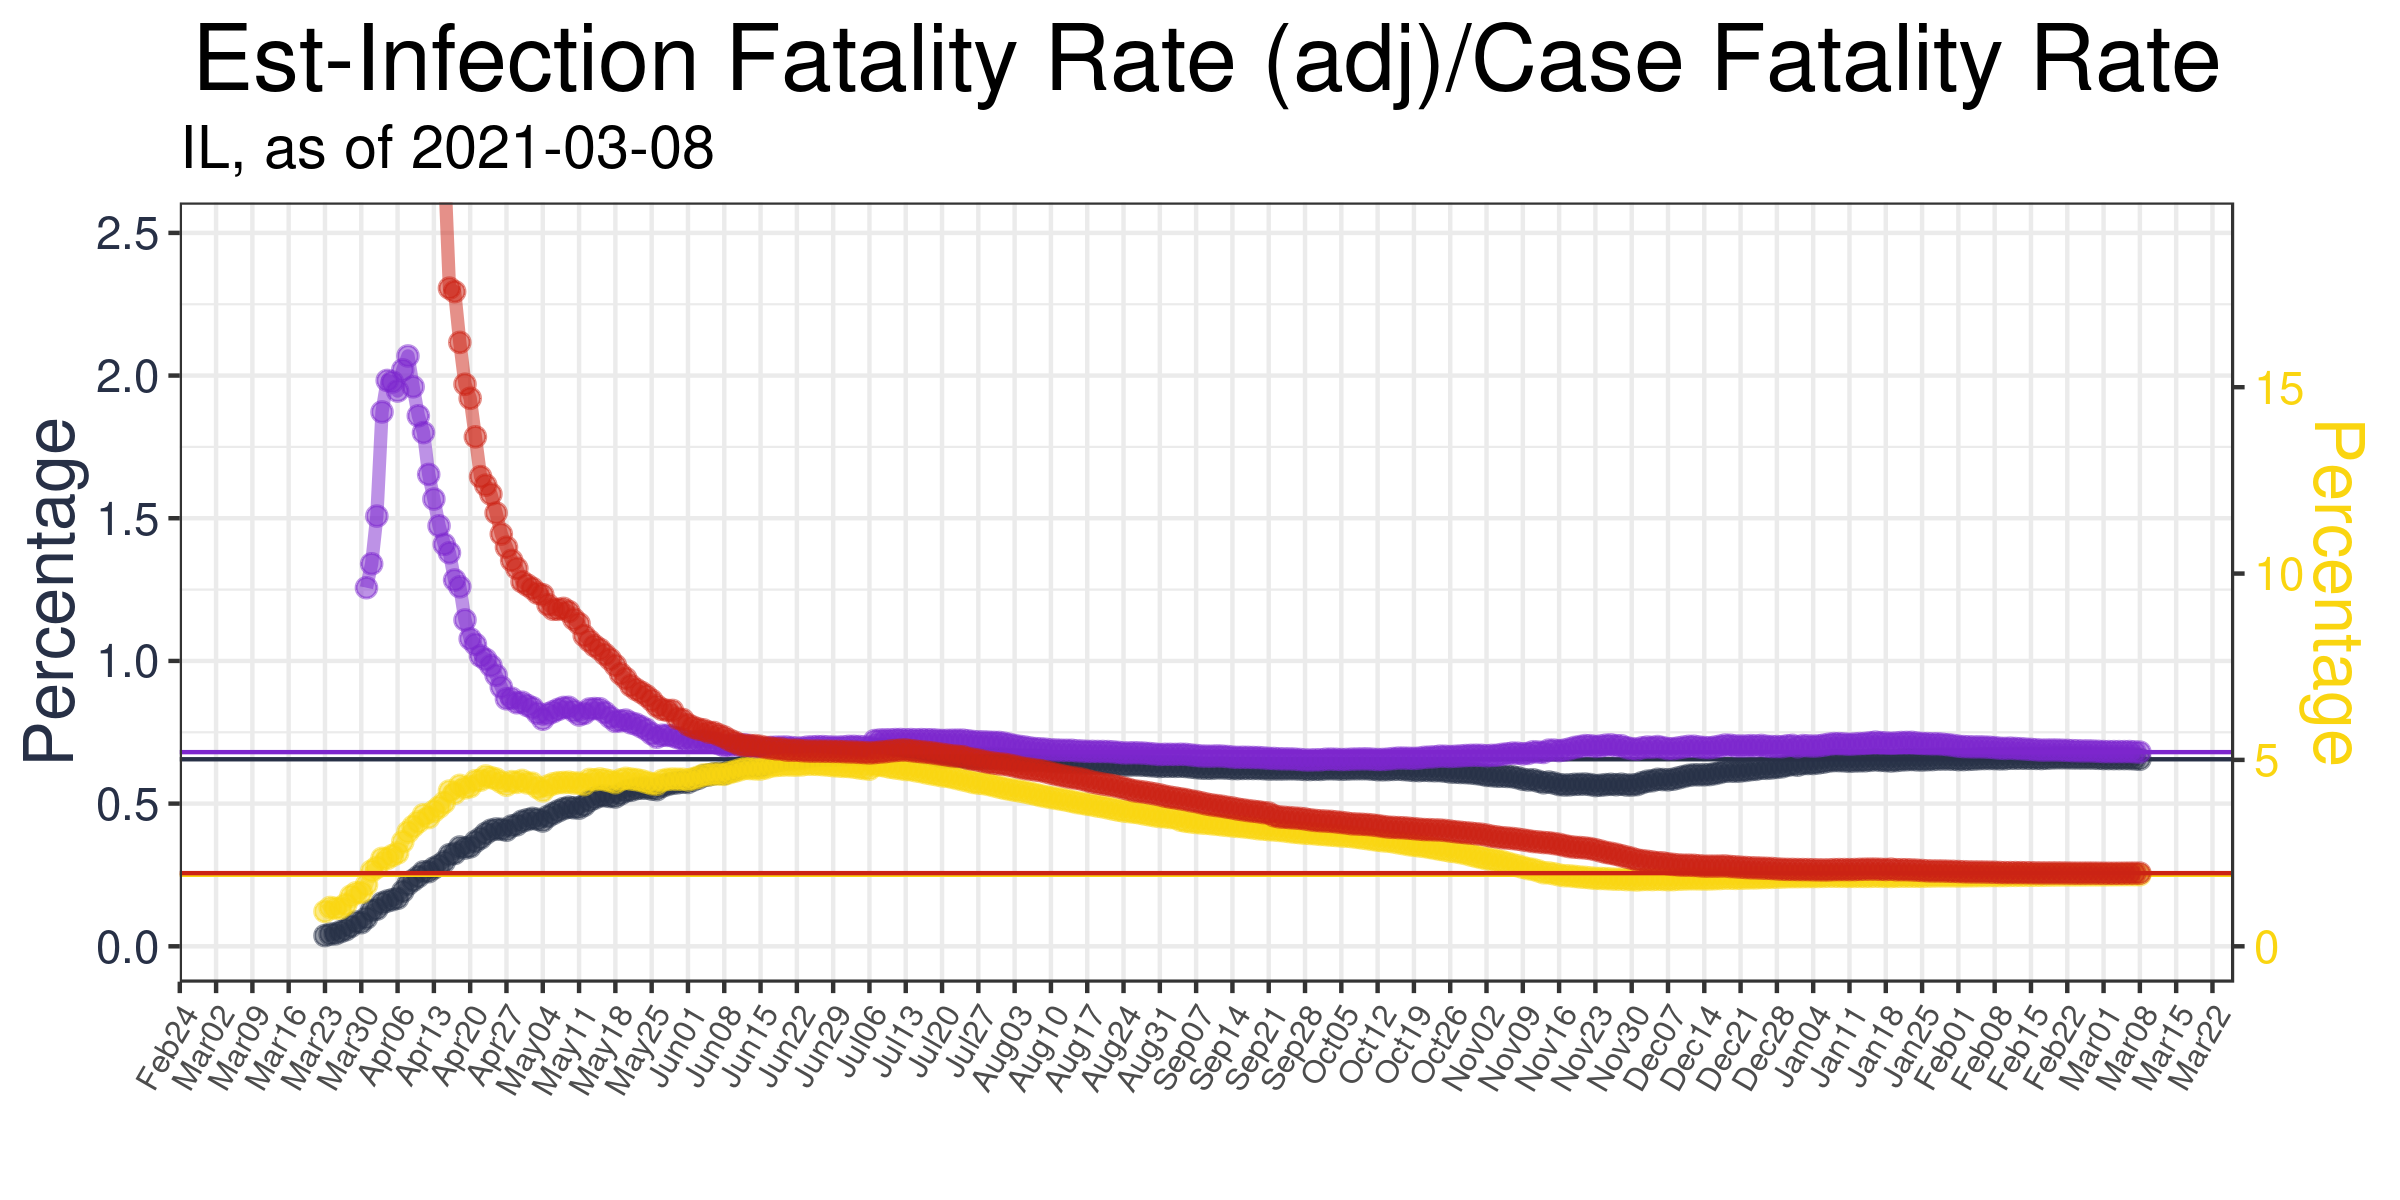 Est-Infection Fatality Rate (adj)/Case Fatality Rate
IL, as of 2021-03-08
Percentage
2.5
2.0
1.5
1.0
0.5
0.0
15
10
5
0
Percentage
Feb24 Mar02 Mar09 Mar16 Mar23 Mar30 Apr06 Apr13 Apr20 Apr27 May04 May11 May18 May25 Jun01 Jun08 Jun15 Jun22 Jun29 Jul06 Jul13 Jul20 Jul27 Aug03 Aug10 Aug17 Aug24 Aug31 Sep07 Sep14 Sep21 Sep28 Oct05 Oct12 Oct19 Oct26 Nov02 Nov09 Nov16 Nov23 Nov30 Dec07 Dec14 Dec21 Dec28 Jan04 Jan11 Jan18 Jan25 Feb01 Feb08 Feb15 Feb22 Mar01 Mar08 Mar15 Mar22